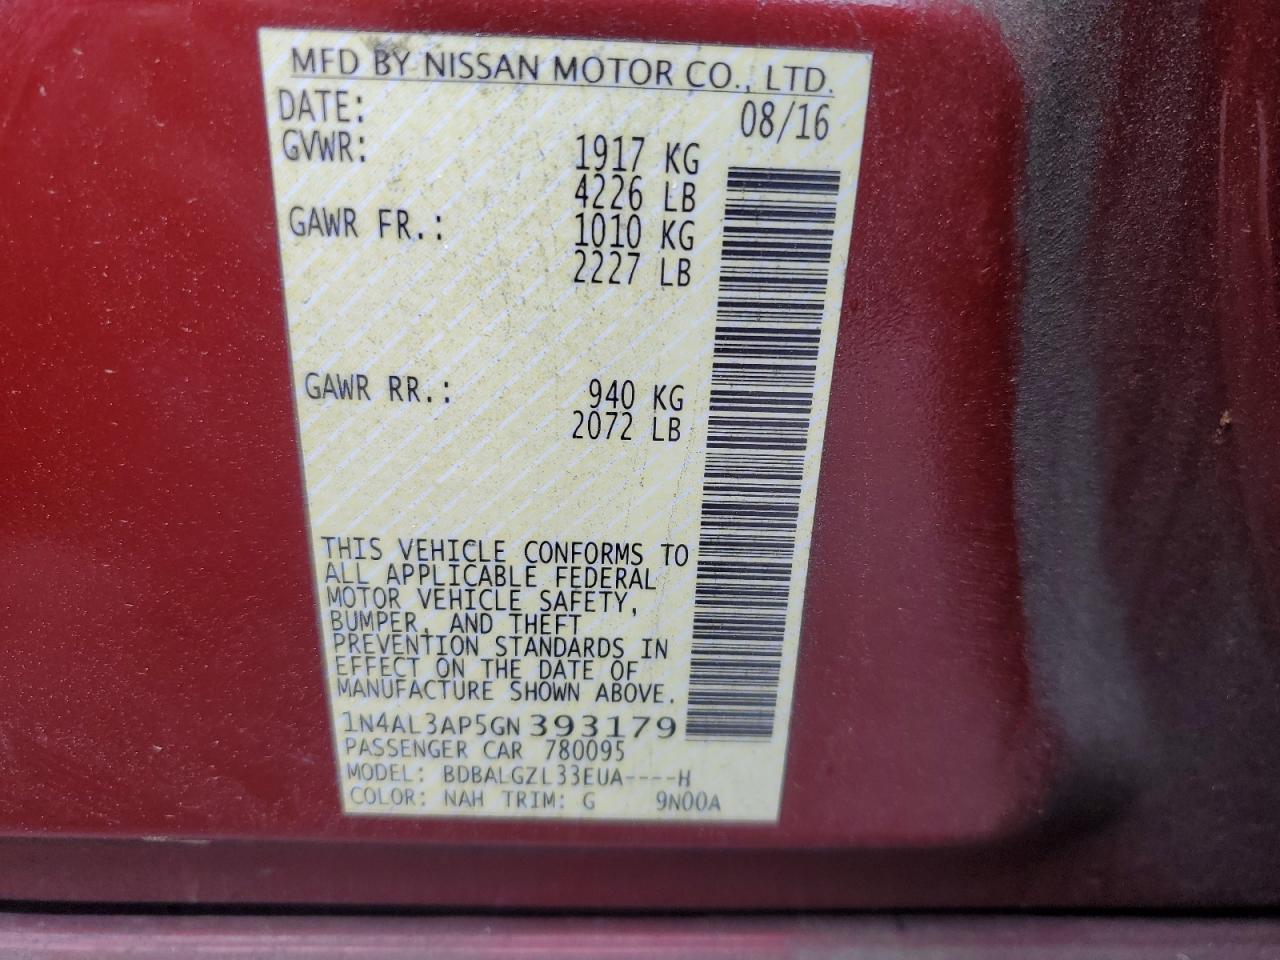 MFD BY NISSAN MOTOR CO., LTD.
DATE: 08/16
GVWR: 1917 KG
4226 LB
GAWR FR.: 1010 KG
2227 LB
GAWR RR.: 940 KG
2072 LB
THIS VEHICLE CONFORMS TO
ALL APPLICABLE FEDERAL
MOTOR VEHICLE SAFETY,
BUMPER, AND THEFT
PREVENTION STANDARDS IN
EFFECT ON THE DATE OF
MANUFACTURE SHOWN ABOVE.
1N4AL3AP5GN393179
PASSENGER CAR 780095
MODEL: BDBALGZL33EUA----H
COLOR: NAH TRIM: G 9N00A